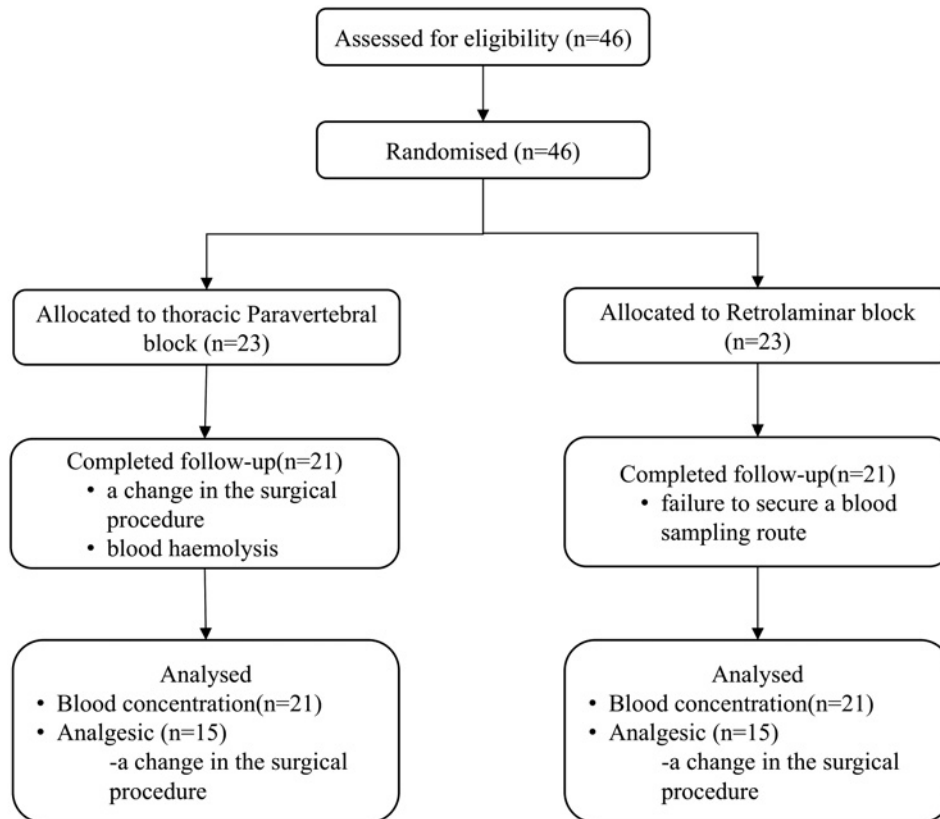 Assessed for eligibility (n=46)
Randomised (n=46)
Allocated to thoracic Paravertebral
block (n=23)
Allocated to Retrolaminar block
(n=23)
Completed follow-up(n=21)
• a change in the surgical
procedure
• blood haemolysis
Completed follow-up(n=21)
• failure to secure a blood
sampling route
Analysed
• Blood concentration(n=21)
• Analgesic (n=15)
-a change in the surgical
procedure
Analysed
• Blood concentration(n=21)
• Analgesic (n=15)
-a change in the surgical
procedure